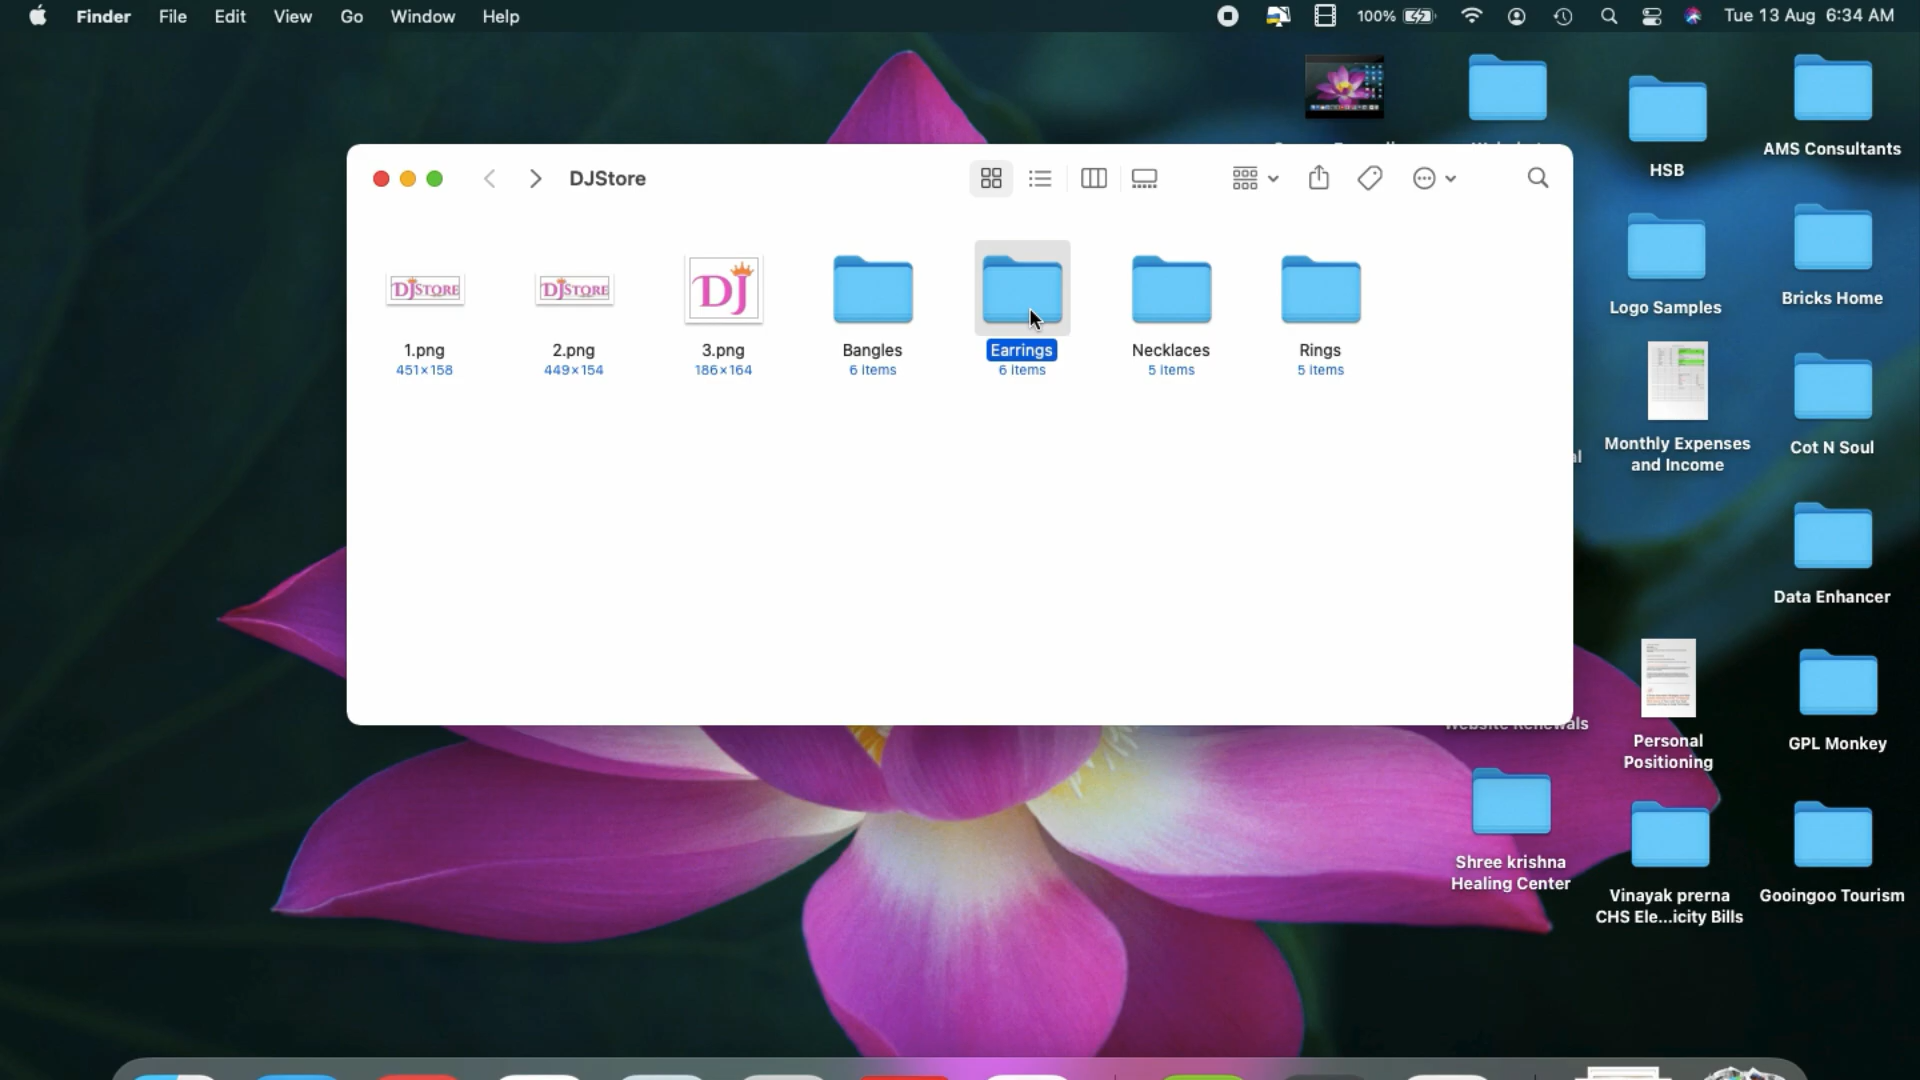 Finder File Edit View Go Window Help
100% Tue 13 Aug 6:34 AM
DJStore
DJSTORE
DJSTORE
DJ
1.png
451×158
2.png
449×154
3.png
186×164
Bangles
6 items
Earrings
6 items
Necklaces
5 items
Rings
5 items
HSB
AMS Consultants
Logo Samples
Bricks Home
Monthly Expenses
and Income
Cot N Soul
Data Enhancer
Website Renewals
Personal
Positioning
GPL Monkey
Shree krishna
Healing Center
Vinayak prerna
CHS Ele...icity Bills
Gooingoo Tourism